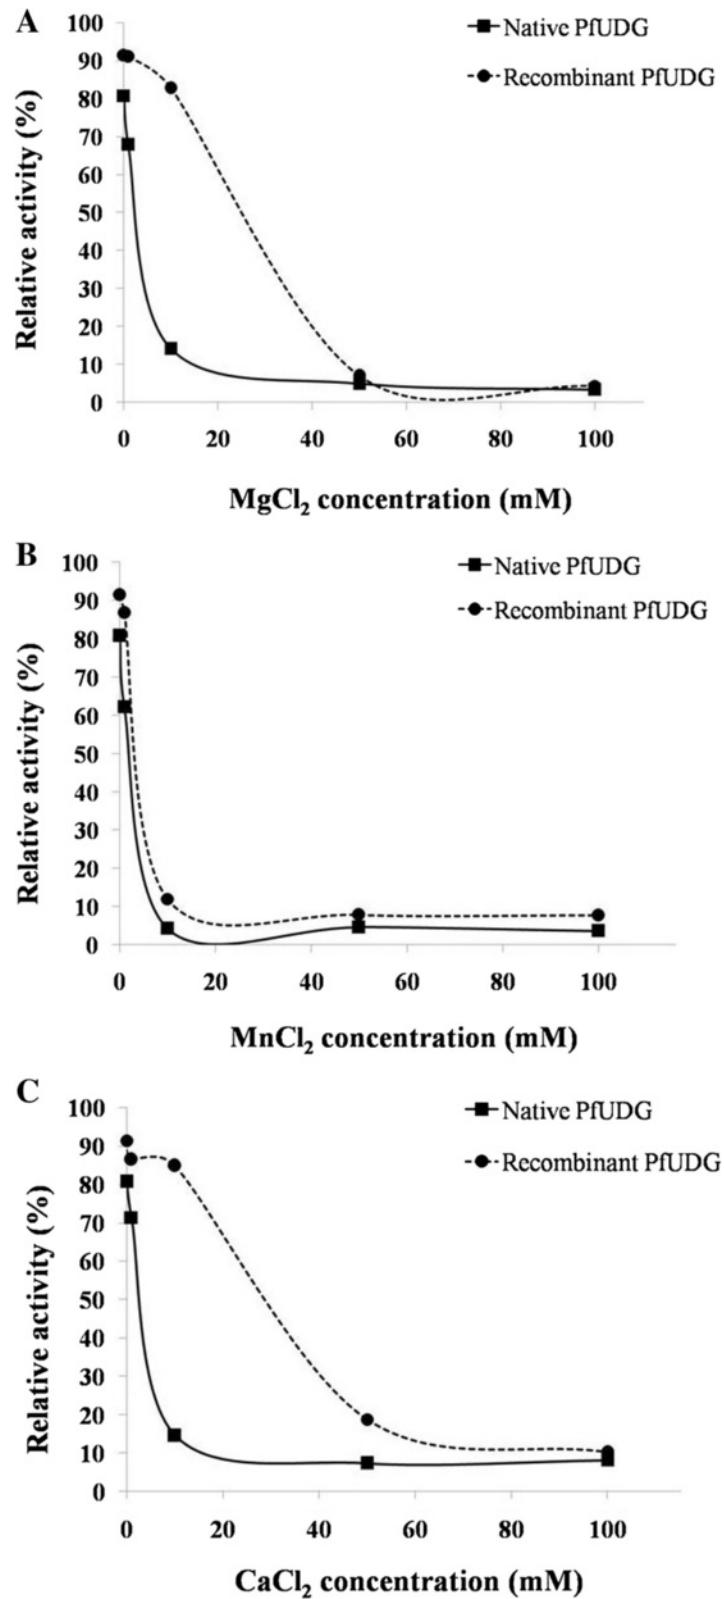 A
100
90
80
70
60
50
40
30
20
10
0
Relative activity (%)
Native PfUDG
Recombinant PfUDG
0 20 40 60 80 100
MgCl₂ concentration (mM)
B
100
90
80
70
60
50
40
30
20
10
0
Relative activity (%)
Native PfUDG
Recombinant PfUDG
0 20 40 60 80 100
MnCl₂ concentration (mM)
C
100
90
80
70
60
50
40
30
20
10
0
Relative activity (%)
Native PfUDG
Recombinant PfUDG
0 20 40 60 80 100
CaCl₂ concentration (mM)